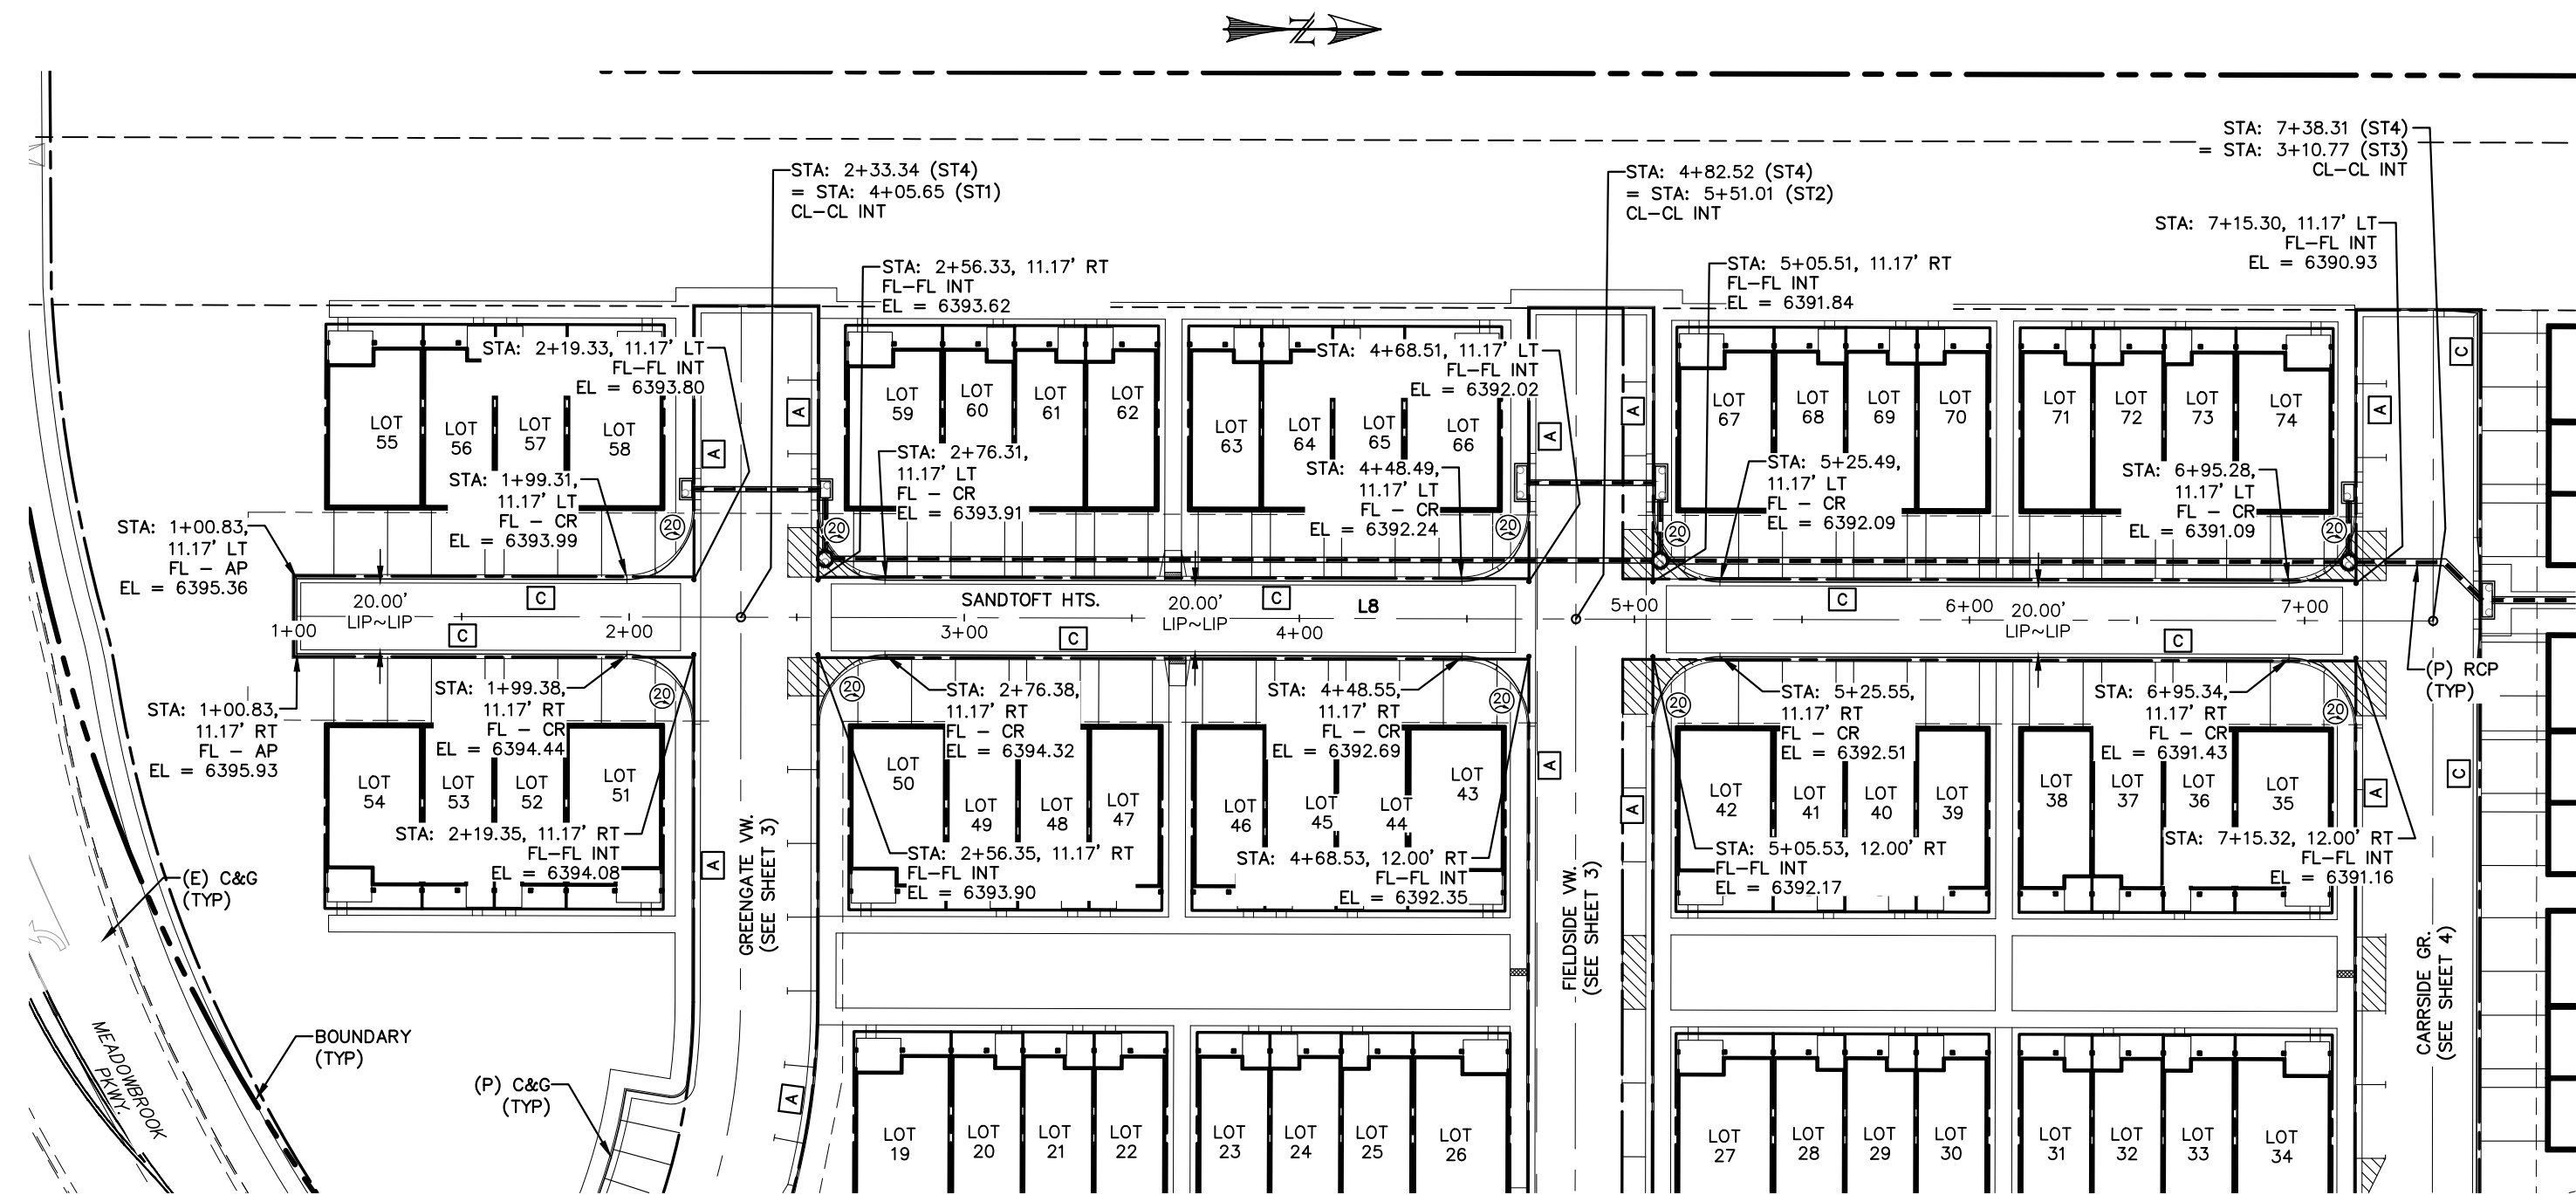 N
STA: 7+38.31 (ST4)
= STA: 3+10.77 (ST3)
CL-CL INT
STA: 2+33.34 (ST4)
= STA: 4+05.65 (ST1)
CL-CL INT
STA: 4+82.52 (ST4)
= STA: 5+51.01 (ST2)
CL-CL INT
STA: 7+15.30, 11.17' LT
FL-FL INT
EL = 6390.93
STA: 2+56.33, 11.17' RT
FL-FL INT
EL = 6393.62
STA: 5+05.51, 11.17' RT
FL-FL INT
EL = 6391.84
STA: 2+19.33, 11.17' LT
FL-FL INT
EL = 6393.80
STA: 4+68.51, 11.17' LT
FL-FL INT
EL = 6392.02
C
A
A
A
A
A
A
LOT
55
LOT
56
LOT
57
LOT
58
LOT
59
LOT
60
LOT
61
LOT
62
LOT
63
LOT
64
LOT
65
LOT
66
LOT
67
LOT
68
LOT
69
LOT
70
LOT
71
LOT
72
LOT
73
LOT
74
STA: 1+99.31,
11.17' LT
FL - CR
EL = 6393.99
STA: 2+76.31,
11.17' LT
FL - CR
EL = 6393.91
STA: 4+48.49,
11.17' LT
FL - CR
EL = 6392.24
STA: 5+25.49,
11.17' LT
FL - CR
EL = 6392.09
STA: 6+95.28,
11.17' LT
FL - CR
EL = 6391.09
20
20
20
20
20
STA: 1+00.83,
11.17' LT
FL - AP
EL = 6395.36
20.00'
LIP~LIP
C
SANDTOFT HTS.
20.00'
LIP~LIP
C
L8
C
20.00'
LIP~LIP
1+00
2+00
3+00
4+00
5+00
6+00
7+00
C
C
C
(P) RCP
(TYP)
STA: 1+00.83,
11.17' RT
FL - AP
EL = 6395.93
STA: 1+99.38,
11.17' RT
FL - CR
EL = 6394.44
STA: 2+76.38,
11.17' RT
FL - CR
EL = 6394.32
STA: 4+48.55,
11.17' RT
FL - CR
EL = 6392.69
STA: 5+25.55,
11.17' RT
FL - CR
EL = 6392.51
STA: 6+95.34,
11.17' RT
FL - CR
EL = 6391.43
20
20
20
20
20
LOT
54
LOT
53
LOT
52
LOT
51
LOT
50
LOT
49
LOT
48
LOT
47
LOT
46
LOT
45
LOT
44
LOT
43
LOT
42
LOT
41
LOT
40
LOT
39
LOT
38
LOT
37
LOT
36
LOT
35
A
A
A
A
C
STA: 2+19.35, 11.17' RT
FL-FL INT
EL = 6394.08
STA: 2+56.35, 11.17' RT
FL-FL INT
EL = 6393.90
STA: 4+68.53, 12.00' RT
FL-FL INT
EL = 6392.35
STA: 5+05.53, 12.00' RT
FL-FL INT
EL = 6392.17
STA: 7+15.32, 12.00' RT
FL-FL INT
EL = 6391.16
GREENGATE VW.
(SEE SHEET 3)
FIELDSIDE VW.
(SEE SHEET 3)
CARRSIDE GR.
(SEE SHEET 4)
(E) C&G
(TYP)
BOUNDARY
(TYP)
MEADOWBROOK
PKWY.
(P) C&G
(TYP)
A
LOT
19
LOT
20
LOT
21
LOT
22
LOT
23
LOT
24
LOT
25
LOT
26
LOT
27
LOT
28
LOT
29
LOT
30
LOT
31
LOT
32
LOT
33
LOT
34